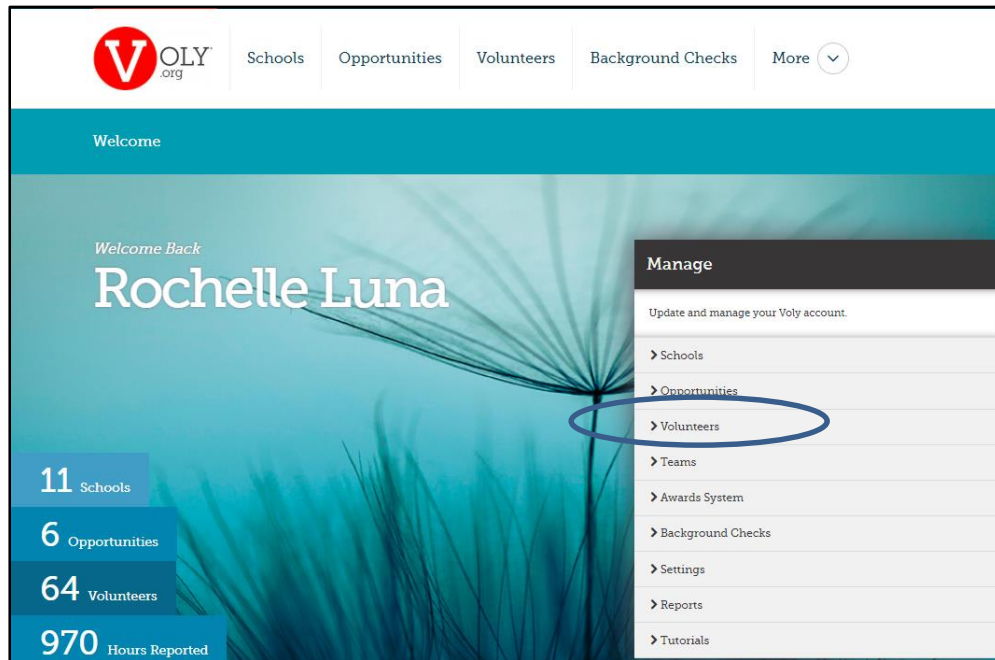 VOLY
.org
Schools
Opportunities
Volunteers
Background Checks
More
Welcome
Welcome Back
Rochelle Luna
Manage
Update and manage your Voly account.
Schools
Opportunities
Volunteers
Teams
Awards System
Background Checks
Settings
Reports
Tutorials
11 Schools
6 Opportunities
64 Volunteers
970 Hours Reported